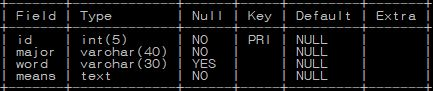 | Field | Type | Null | Key | Default | Extra |
| id | int(5) | NO | PRI | NULL | |
| major | varchar(40) | NO | | NULL | |
| word | varchar(30) | YES | | NULL | |
| means | text | NO | | NULL | |